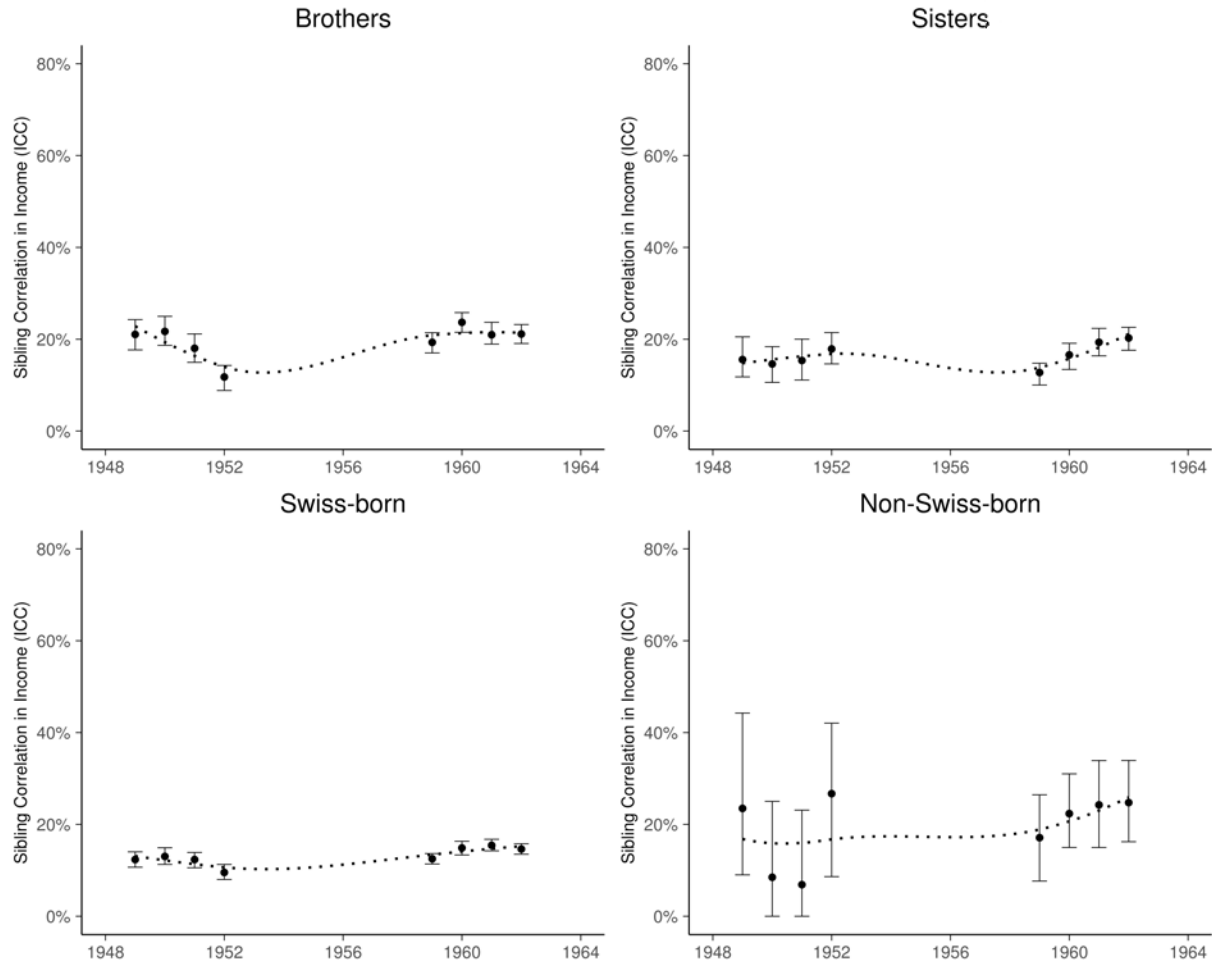 Brothers
Sisters
Sibling Correlation in Income (ICC)
80%
60%
40%
20%
0%
1948 1952 1956 1960 1964
Sibling Correlation in Income (ICC)
80%
60%
40%
20%
0%
1948 1952 1956 1960 1964
Swiss-born
Non-Swiss-born
Sibling Correlation in Income (ICC)
80%
60%
40%
20%
0%
1948 1952 1956 1960 1964
Sibling Correlation in Income (ICC)
80%
60%
40%
20%
0%
1948 1952 1956 1960 1964